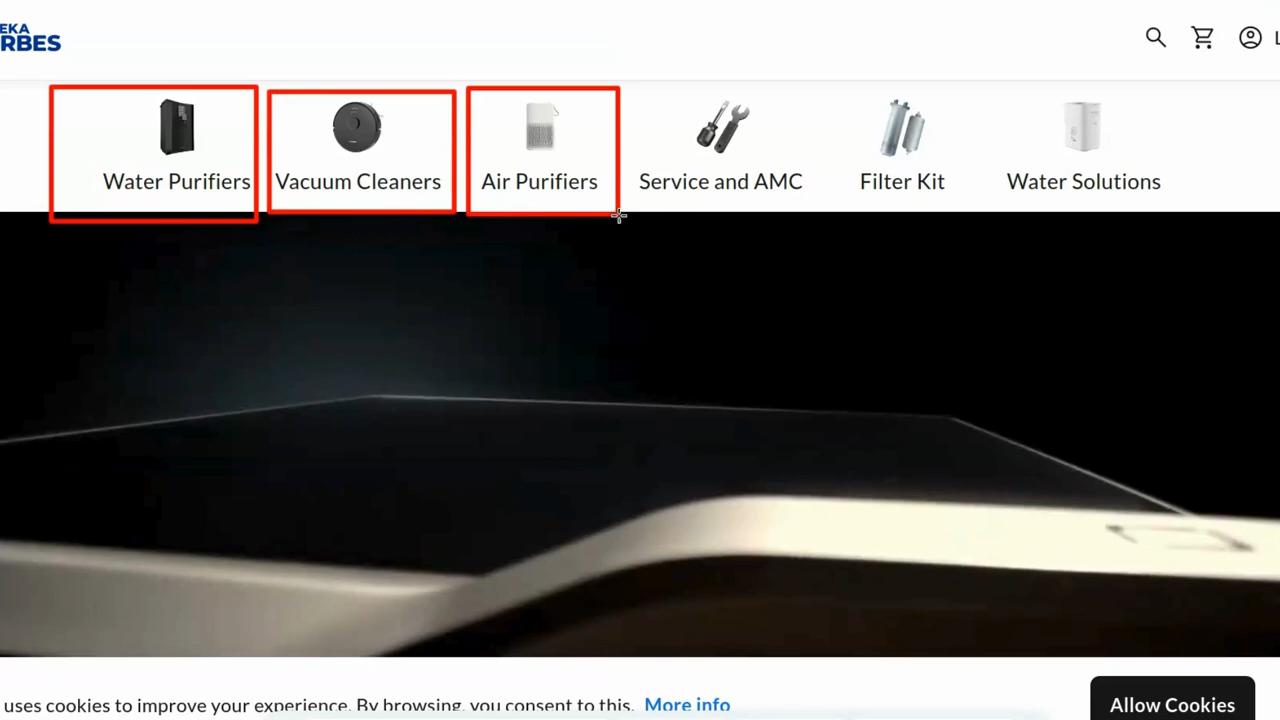 EKA
RBES
Water Purifiers
Vacuum Cleaners
Air Purifiers
Service and AMC
Filter Kit
Water Solutions
uses cookies to improve your experience. By browsing, you consent to this. More info
Allow Cookies